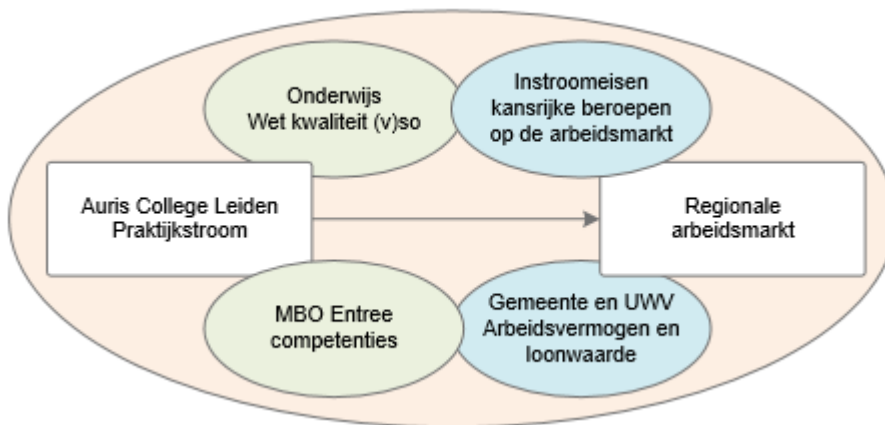 Onderwijs
Wet kwaliteit (v)so
Instroomeisen
kansrijke beroepen
op de arbeidsmarkt
Auris College Leiden
Praktijkstroom
Regionale
arbeidsmarkt
MBO Entree
competenties
Gemeente en UWV
Arbeidsvermogen en
loonwaarde